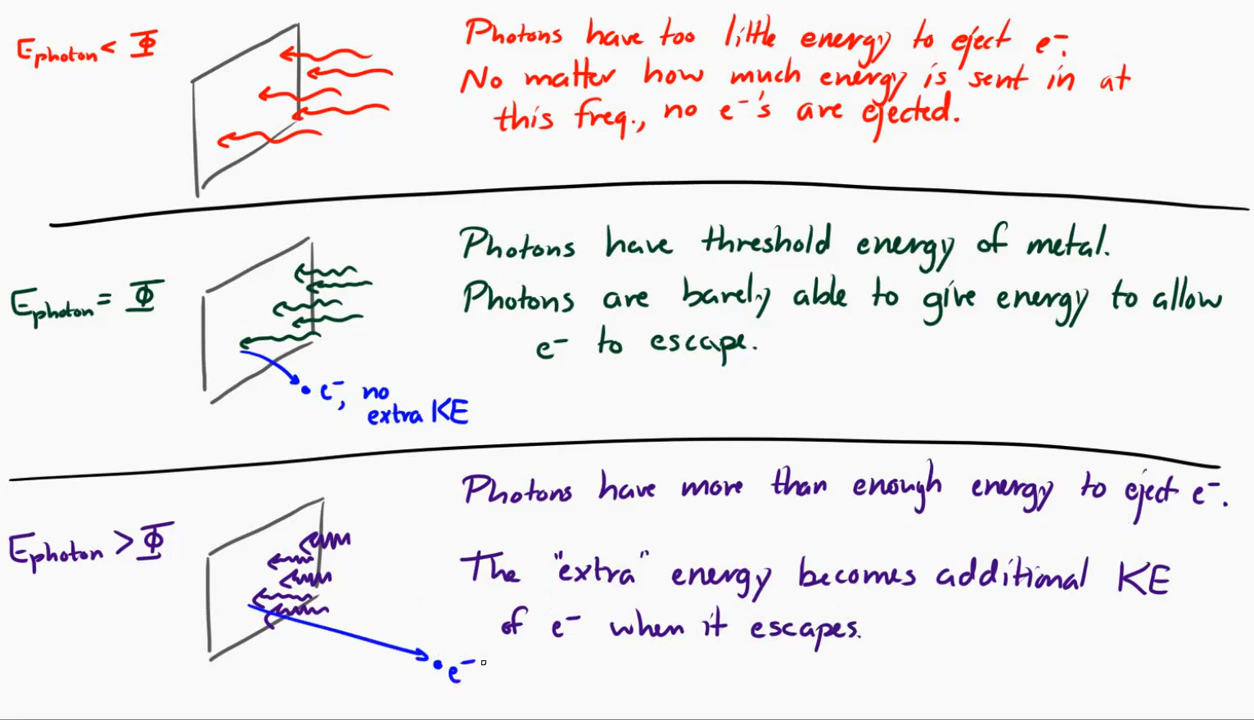 Ephoton < Φ
Photons have too little energy to eject e⁻.
No matter how much energy is sent in at
this freq., no e⁻'s are ejected.
Ephoton = Φ
Photons have threshold energy of metal.
Photons are barely able to give energy to allow
e⁻ to escape.
e⁻, no
extra KE
Ephoton > Φ
Photons have more than enough energy to eject e⁻.
The "extra" energy becomes additional KE
of e⁻ when it escapes.
e⁻